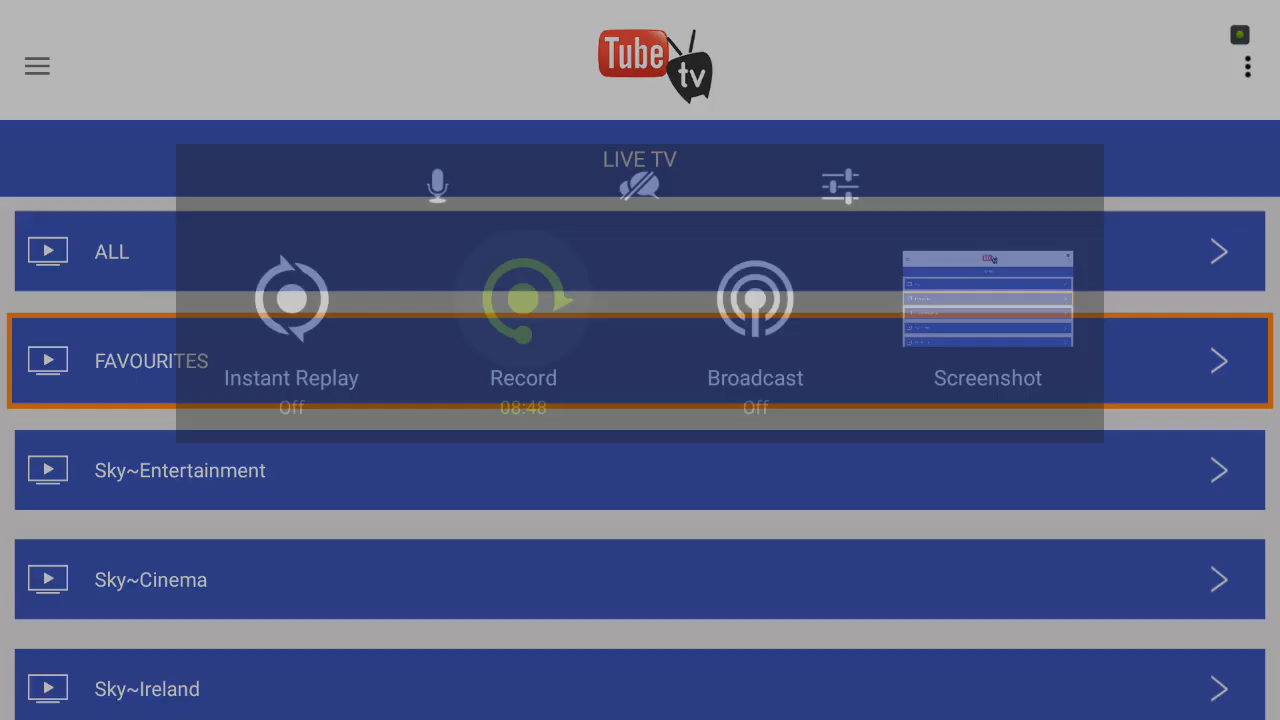 Tube
tv
LIVE TV
ALL
FAVOURITES
Instant Replay
Off
Record
08:48
Broadcast
Off
Screenshot
Sky~Entertainment
Sky~Cinema
Sky~Ireland